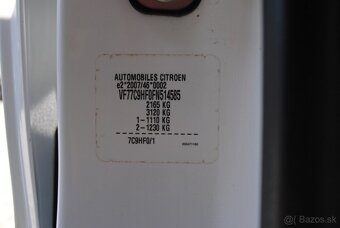 AUTOMOBILES CITROEN
e2*2007/46*0002
VF77C9HF0FN514585
2165 KG
3120 KG
1-1110 KG
2-1230 KG
7C9HF0/1
Bazos.sk